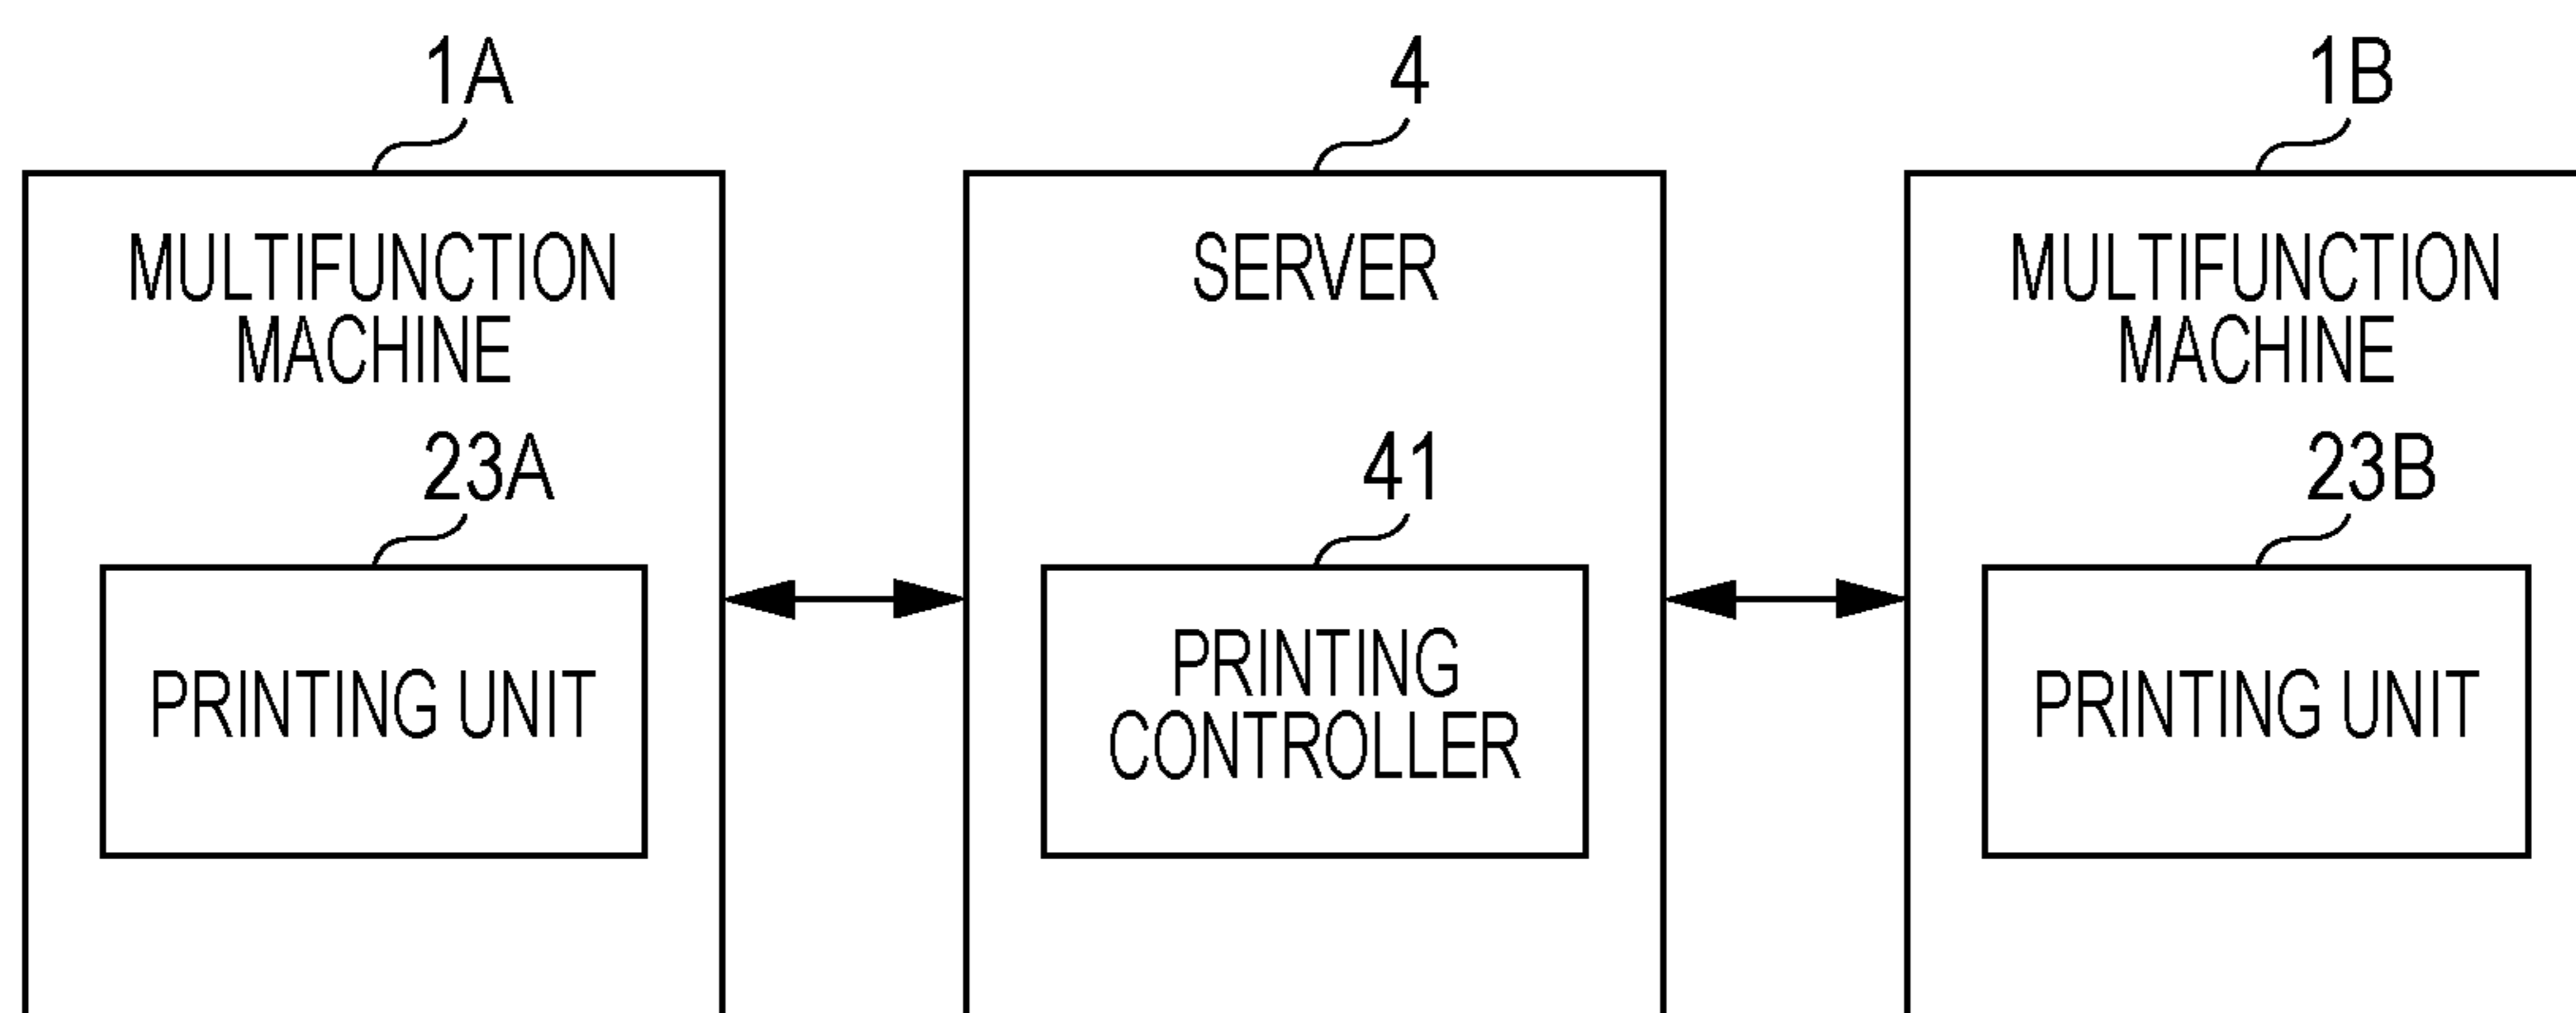 1A
4
1B
MULTIFUNCTION
MACHINE
SERVER
MULTIFUNCTION
MACHINE
23A
41
23B
PRINTING UNIT
PRINTING
CONTROLLER
PRINTING UNIT